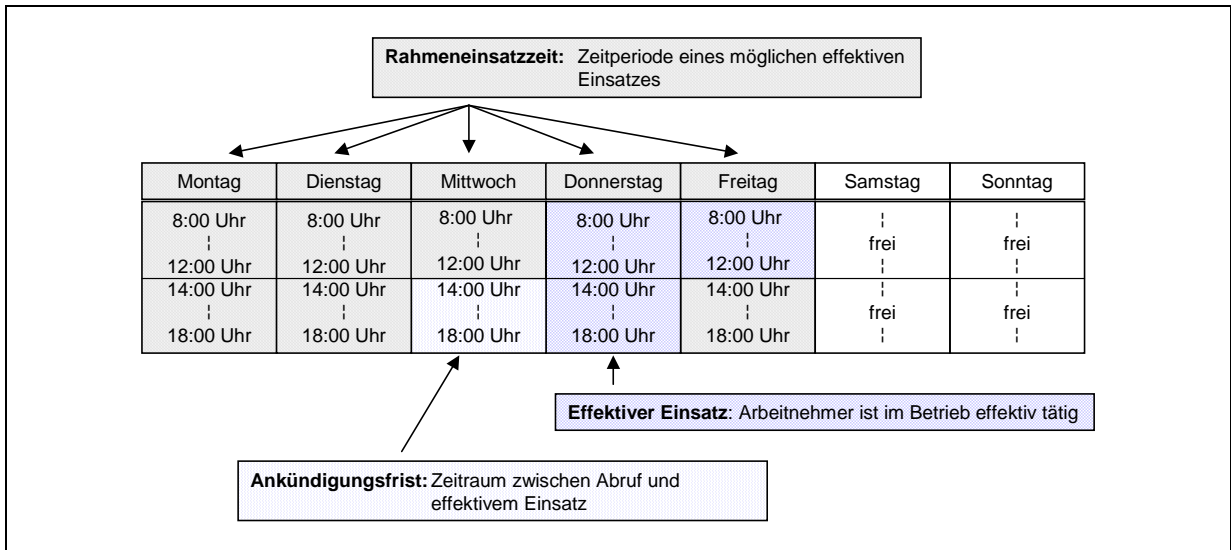 Rahmeneinsatzzeit: Zeitperiode eines möglichen effektiven
Einsatzes
Montag Dienstag Mittwoch Donnerstag Freitag Samstag Sonntag
8:00 Uhr 8:00 Uhr 8:00 Uhr 8:00 Uhr 8:00 Uhr
frei frei
12:00 Uhr 12:00 Uhr 12:00 Uhr 12:00 Uhr 12:00 Uhr
14:00 Uhr 14:00 Uhr 14:00 Uhr 14:00 Uhr 14:00 Uhr
frei frei
18:00 Uhr 18:00 Uhr 18:00 Uhr 18:00 Uhr 18:00 Uhr
Effektiver Einsatz: Arbeitnehmer ist im Betrieb effektiv tätig
Ankündigungsfrist: Zeitraum zwischen Abruf und
effektivem Einsatz